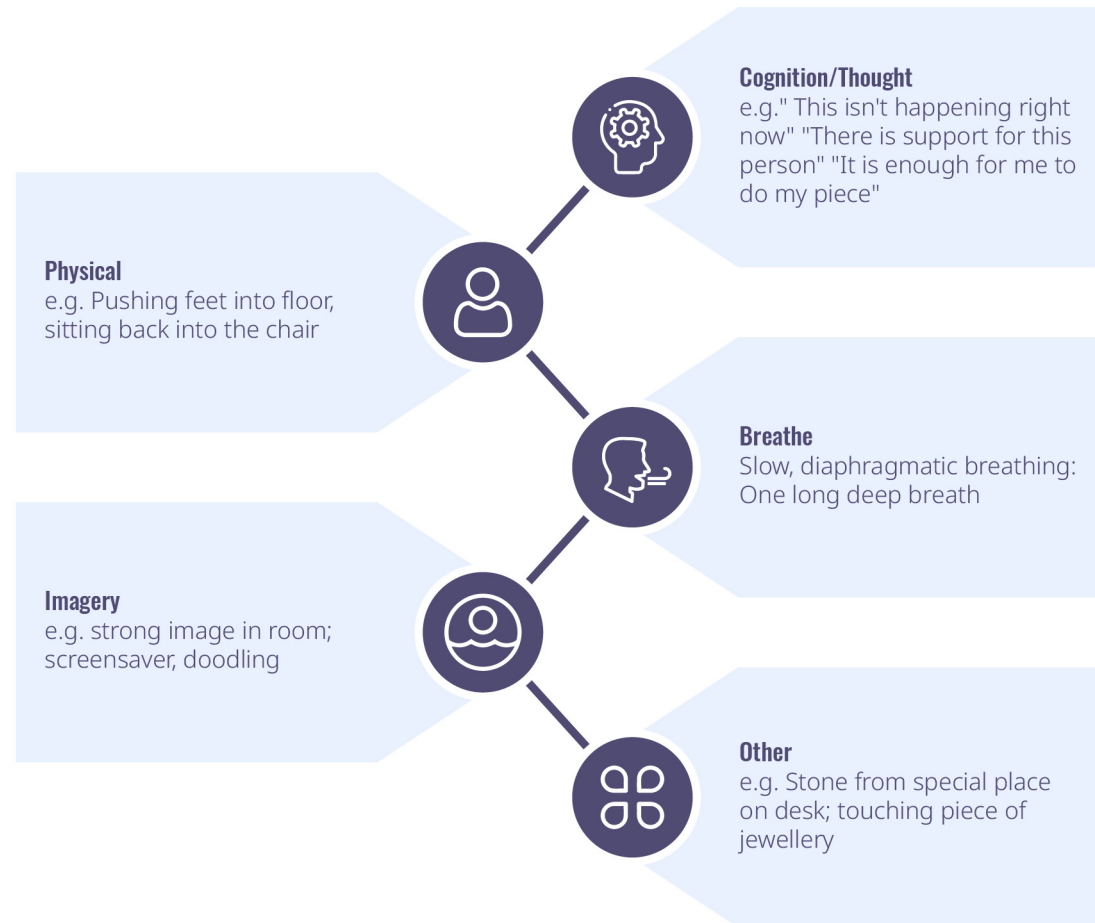 Cognition/Thought
e.g." This isn't happening right
now" "There is support for this
person" "It is enough for me to
do my piece"
Physical
e.g. Pushing feet into floor,
sitting back into the chair
Breathe
Slow, diaphragmatic breathing:
One long deep breath
Imagery
e.g. strong image in room;
screensaver, doodling
Other
e.g. Stone from special place
on desk; touching piece of
jewellery